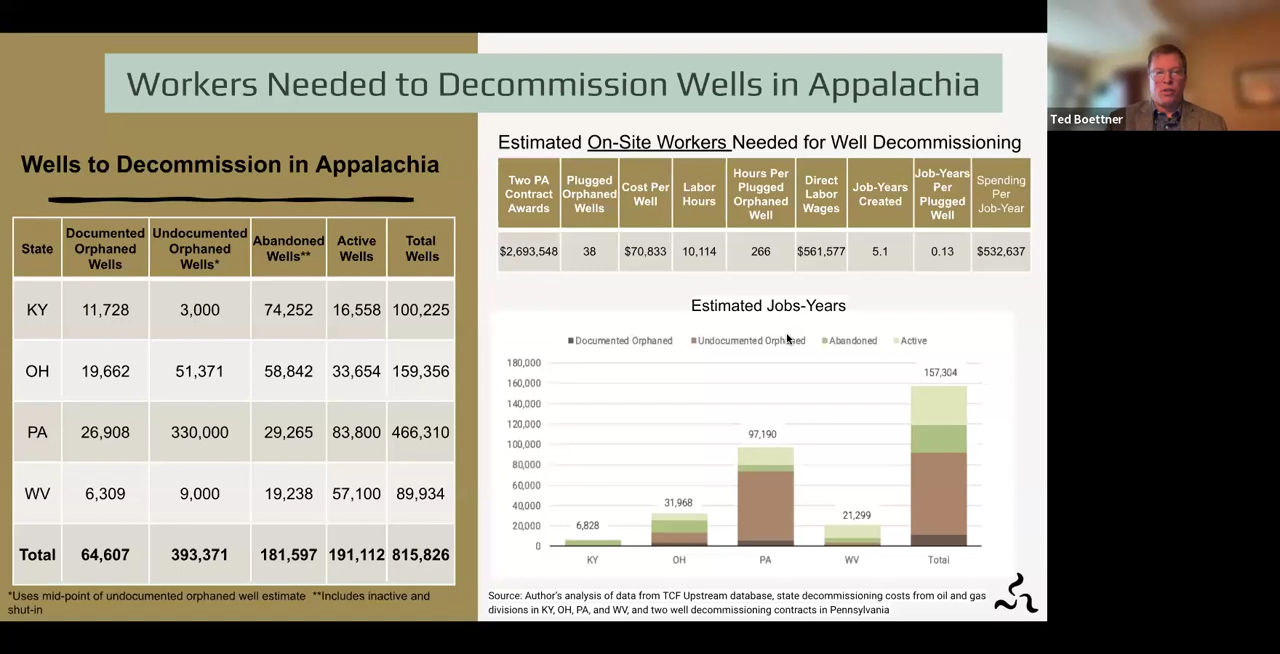 Workers Needed to Decommission Wells in Appalachia
Ted Boettner
Wells to Decommission in Appalachia
State Documented Orphaned Wells Undocumented Orphaned Wells* Abandoned Wells** Active Wells Total Wells
KY 11,728 3,000 74,252 16,558 100,225
OH 19,662 51,371 58,842 33,654 159,356
PA 26,908 330,000 29,265 83,800 466,310
WV 6,309 9,000 19,238 57,100 89,934
Total 64,607 393,371 181,597 191,112 815,826
*Uses mid-point of undocumented orphaned well estimate **Includes inactive and
shut-in
Estimated On-Site Workers Needed for Well Decommissioning
Two PA Contract Awards Plugged Orphaned Wells Cost Per Well Labor Hours Hours Per Plugged Orphaned Well Direct Labor Wages Job-Years Created Job-Years Per Plugged Well Spending Per Job-Year
$2,693,548 38 $70,833 10,114 266 $561,577 5.1 0.13 $532,637
Estimated Jobs-Years
Documented Orphaned Undocumented Orphaned Abandoned Active
180,000
160,000
140,000
120,000
100,000
80,000
60,000
40,000
20,000
0
6,828
31,968
97,190
21,299
157,304
KY OH PA WV Total
Source: Author's analysis of data from TCF Upstream database, state decommissioning costs from oil and gas
divisions in KY, OH, PA, and WV, and two well decommissioning contracts in Pennsylvania